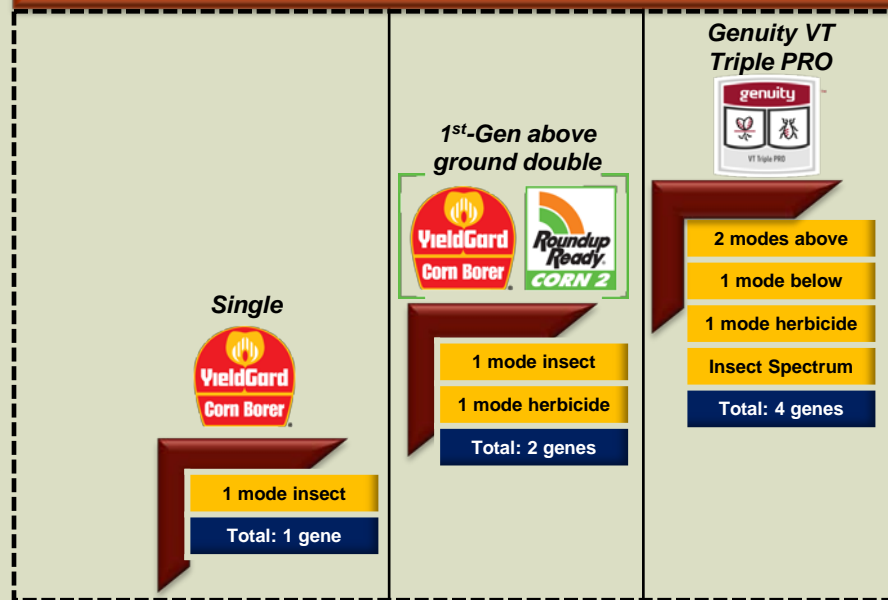 Single
YieldGard
Corn Borer
1 mode insect
Total: 1 gene
1st-Gen above
ground double
YieldGard
Corn Borer
Roundup
Ready
CORN 2
1 mode insect
1 mode herbicide
Total: 2 genes
Genuity VT
Triple PRO
genuity
VT Triple PRO
2 modes above
1 mode below
1 mode herbicide
Insect Spectrum
Total: 4 genes